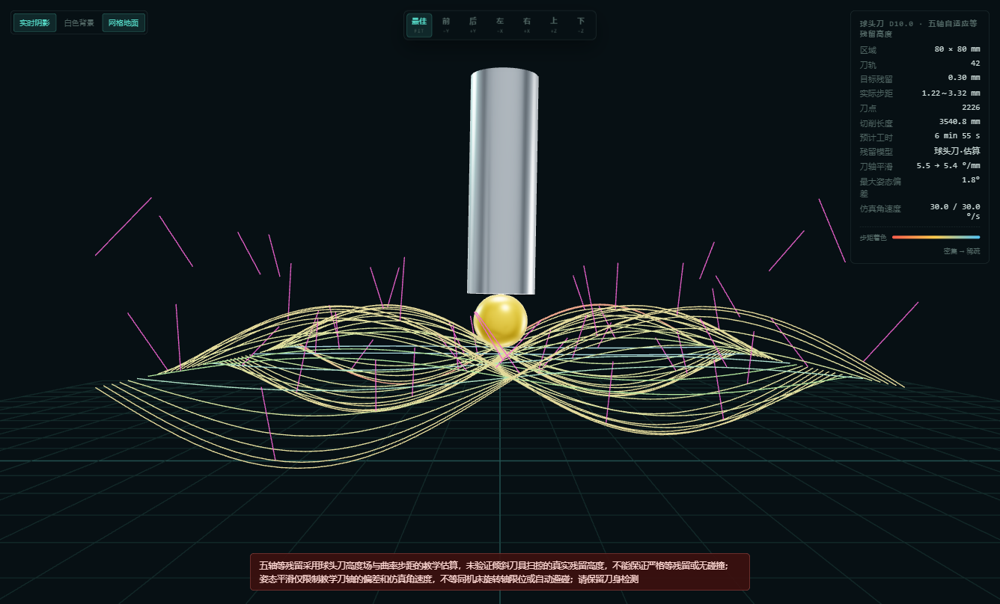 实时阴影 白色背景 网格地面
最佳 前 后 左 右 上 下
FIT -Y +Y -X +X +Z -Z
球头刀 D10.0 · 五轴自适应等
残留高度
区域 80 × 80 mm
刀轨 42
目标残留 0.30 mm
实际步距 1.22~3.32 mm
刀点 2226
切削长度 3540.8 mm
预计工时 6 min 55 s
残留模型 球头刀·估算
刀轴平滑 5.5 → 5.4 °/mm
最大姿态偏 1.8°
差
仿真角速度 30.0 / 30.0
°/s
步距着色
密集 → 稀疏
五轴等残留采用球头刀高度场与曲率步距的教学估算，未验证倾斜刀具扫掠的真实残留高度，不能保证严格等残留或无碰撞；
姿态平滑仅限制教学刀轴的偏差和仿真角速度，不等同机床旋转轴限位或自动避碰；请保留刀身检测